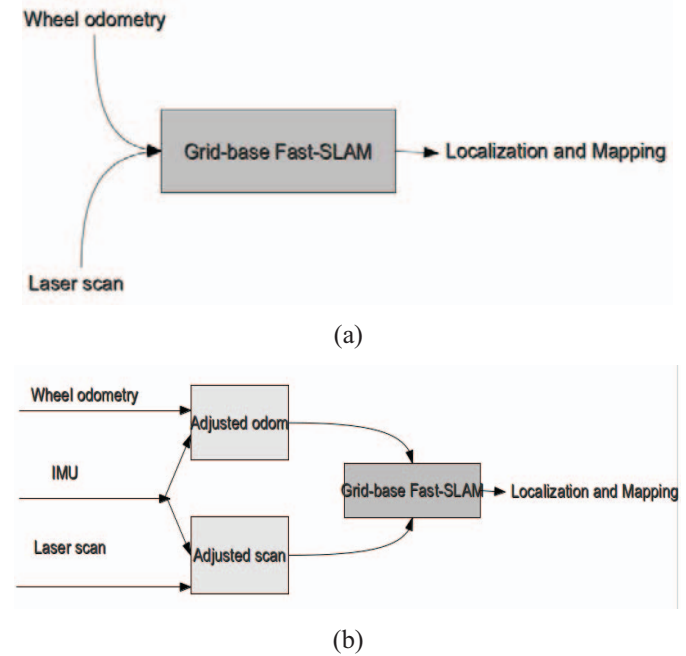 Wheel odometry
Grid-base Fast-SLAM
Localization and Mapping
Laser scan
(a)
Wheel odometry
Adjusted odom
IMU
Grid-base Fast-SLAM
Localization and Mapping
Laser scan
Adjusted scan
(b)